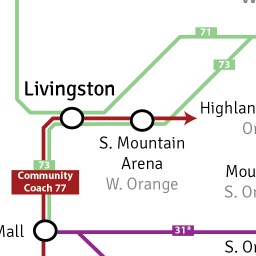 71
Livingston
73
Highlan
S. Mountain
Arena
Or
W. Orange
73
Community
Coach 77
Mou
S. O
Mall
31*
S. Or